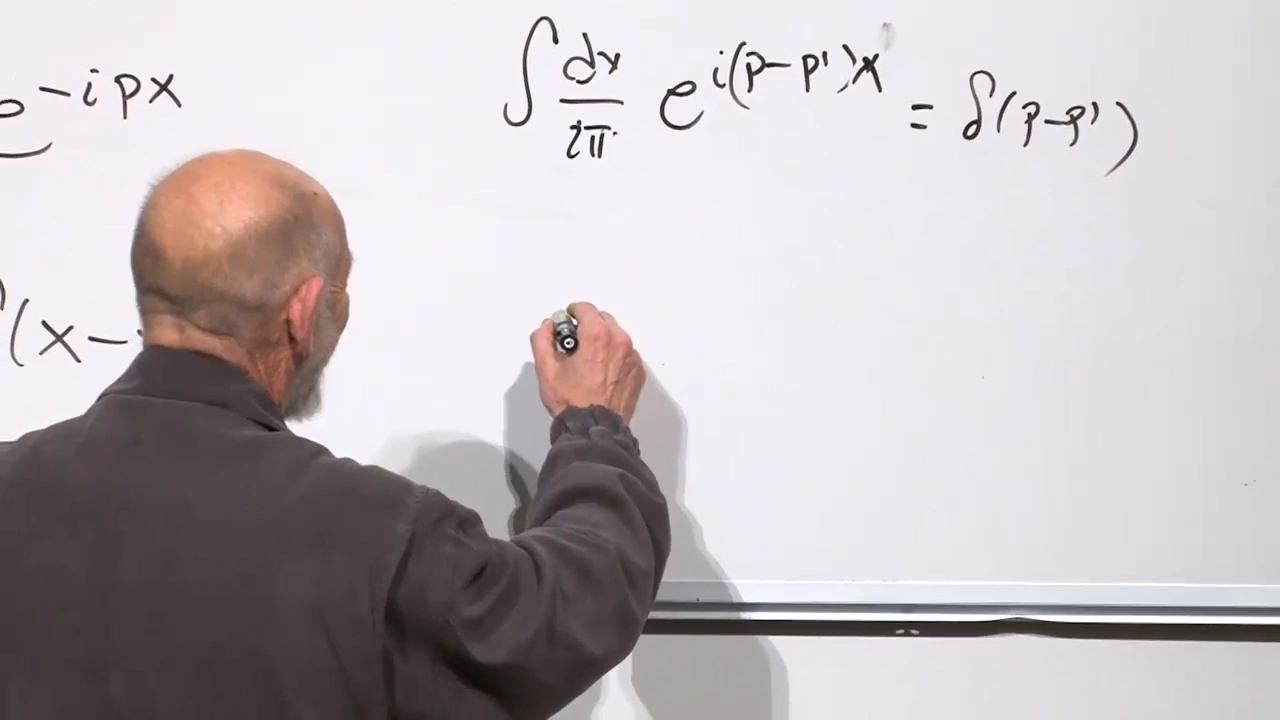 e^{-ipx}
∫ dx/2π e^{i(p-p')x} = δ(p-p')
(x-